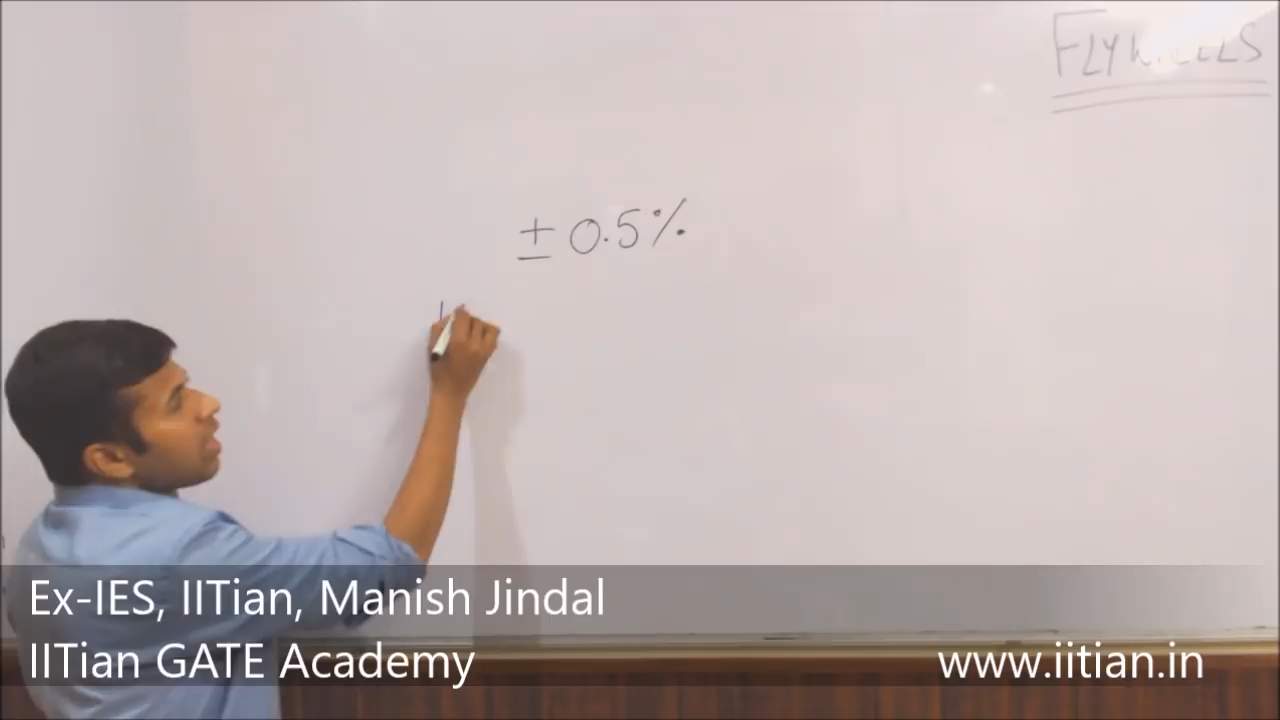 FLYWHEELS
± 0.5%
Ex-IES, IITian, Manish Jindal
IITian GATE Academy
www.iitian.in